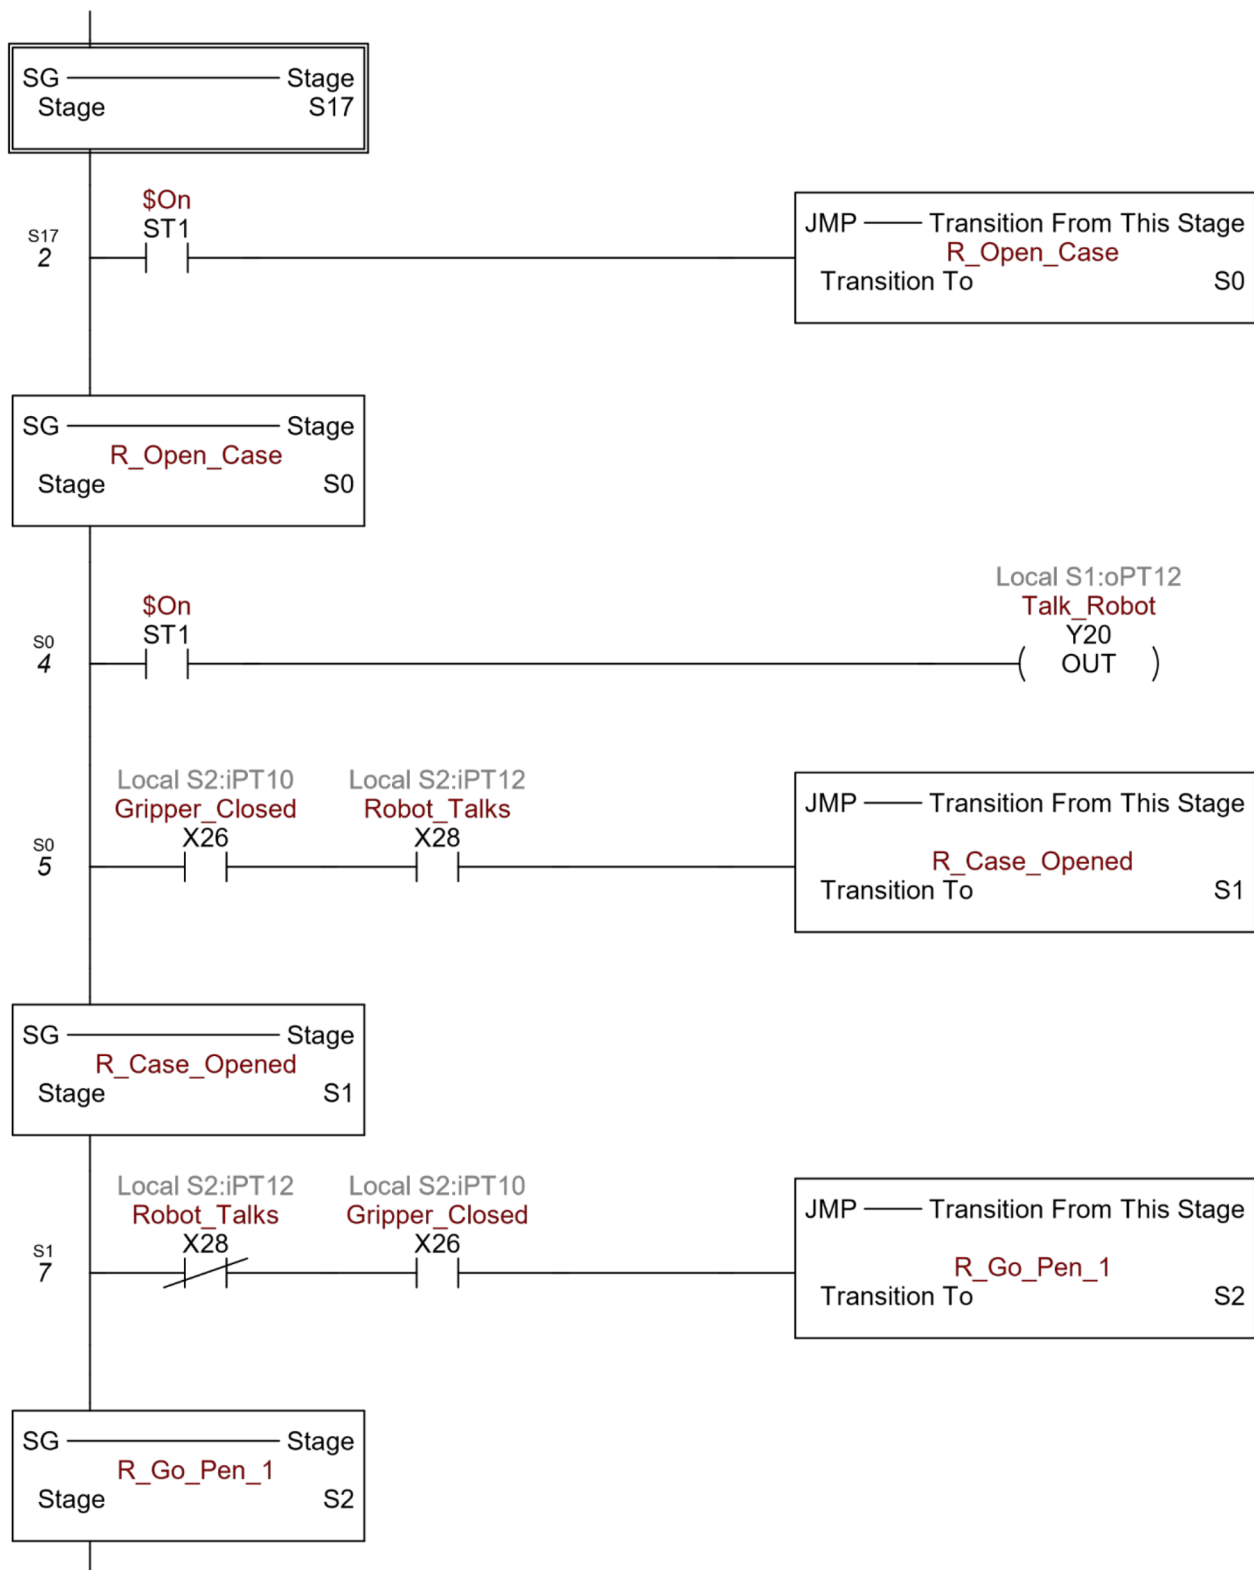 SG Stage
Stage S17
$On
ST1
S17
2
JMP Transition From This Stage
R_Open_Case
Transition To S0
SG Stage
R_Open_Case
Stage S0
$On
ST1
S0
4
Local S1:oPT12
Talk_Robot
Y20
( OUT )
Local S2:iPT10
Gripper_Closed
X26
Local S2:iPT12
Robot_Talks
X28
S0
5
JMP Transition From This Stage
R_Case_Opened
Transition To S1
SG Stage
R_Case_Opened
Stage S1
Local S2:iPT12
Robot_Talks
X28
Local S2:iPT10
Gripper_Closed
X26
S1
7
JMP Transition From This Stage
R_Go_Pen_1
Transition To S2
SG Stage
R_Go_Pen_1
Stage S2